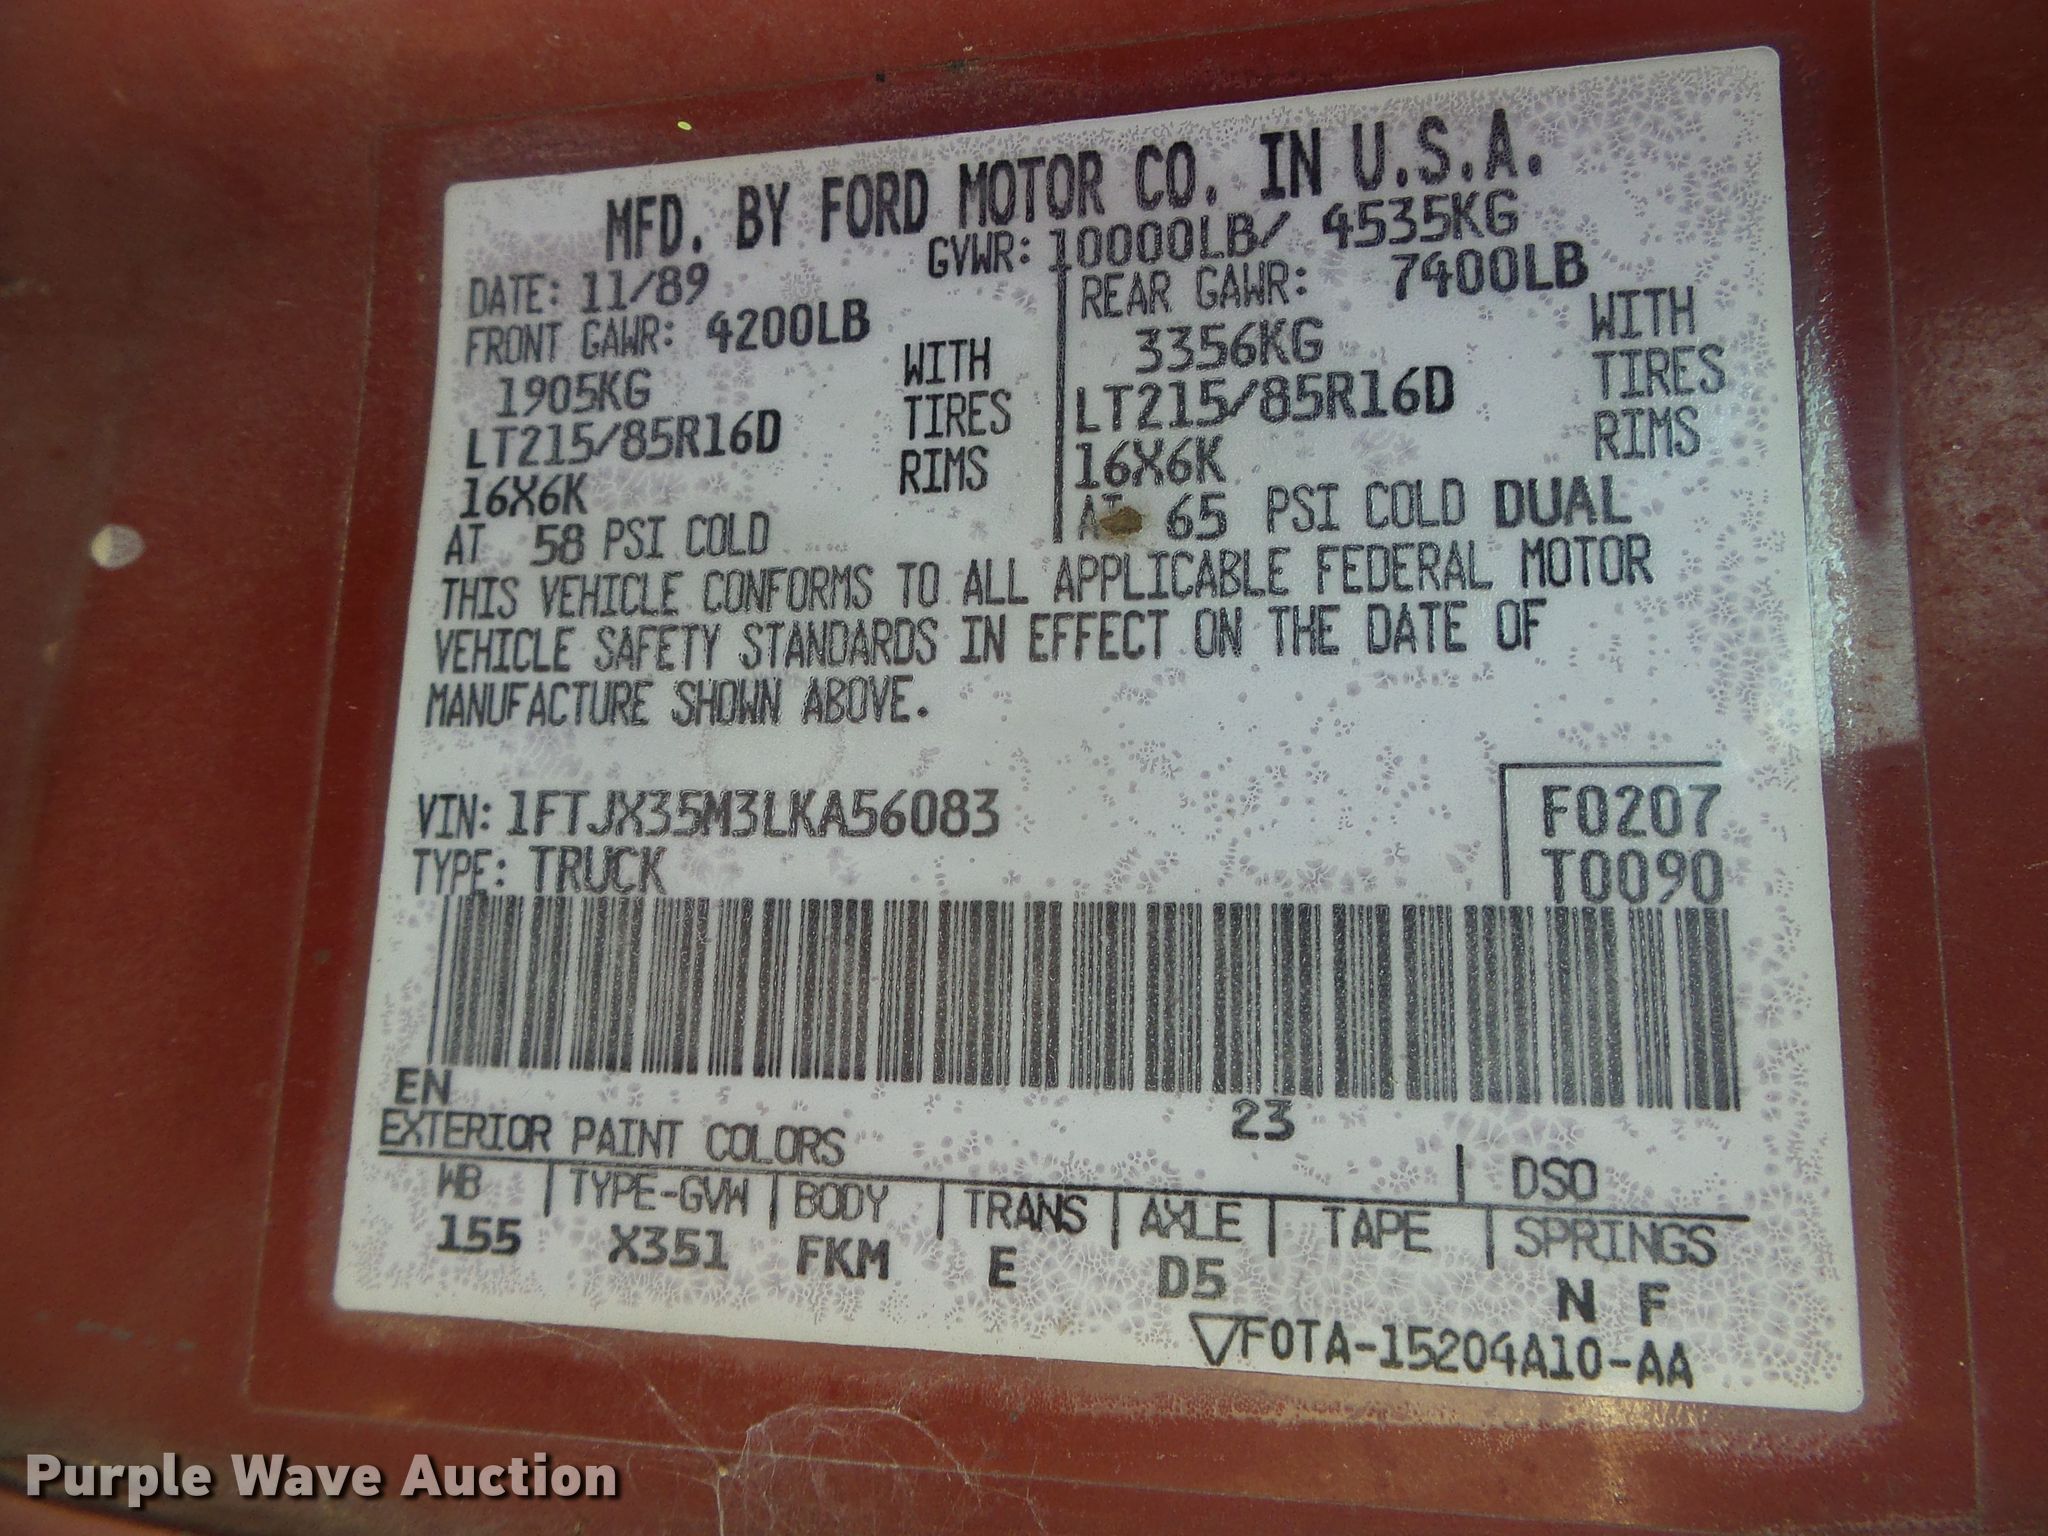 MFD. BY FORD MOTOR CO. IN U.S.A.
DATE: 11/89 GVWR: 10000LB/ 4535KG
FRONT GAWR: 4200LB
1905KG WITH
LT215/85R16D TIRES
16X6K RIMS
AT 58 PSI COLD
REAR GAWR: 7400LB
3356KG WITH
LT215/85R16D TIRES
16X6K RIMS
AT 65 PSI COLD DUAL
THIS VEHICLE CONFORMS TO ALL APPLICABLE FEDERAL MOTOR
VEHICLE SAFETY STANDARDS IN EFFECT ON THE DATE OF
MANUFACTURE SHOWN ABOVE.
VIN: 1FTJX35M3LKA56083
TYPE: TRUCK
F0207
T0090
EN 23
EXTERIOR PAINT COLORS DSO
WB TYPE-GVW BODY TRANS AXLE TAPE SPRINGS
155 X351 FKM E D5 N F
▽F0TA-15204A10-AA
Purple Wave Auction